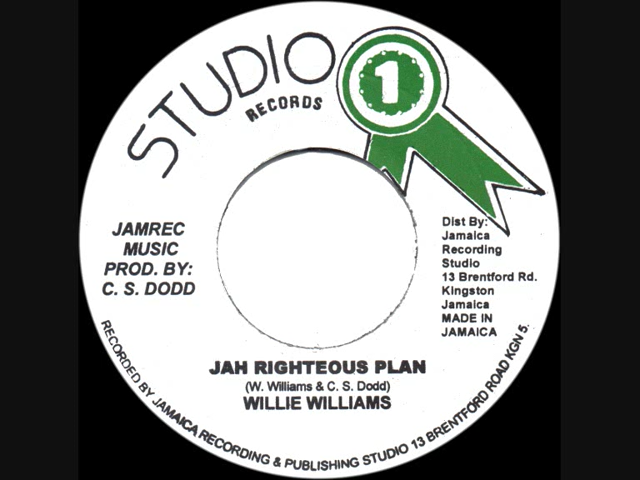 STUDIO 1
RECORDS
JAMREC
MUSIC
PROD. BY:
C. S. DODD
Dist By:
Jamaica
Recording
Studio
13 Brentford Rd.
Kingston
Jamaica
MADE IN
JAMAICA
JAH RIGHTEOUS PLAN
(W. Williams & C. S. Dodd)
WILLIE WILLIAMS
RECORDED BY JAMAICA RECORDING & PUBLISHING STUDIO 13 BRENTFORD ROAD KGN 5.